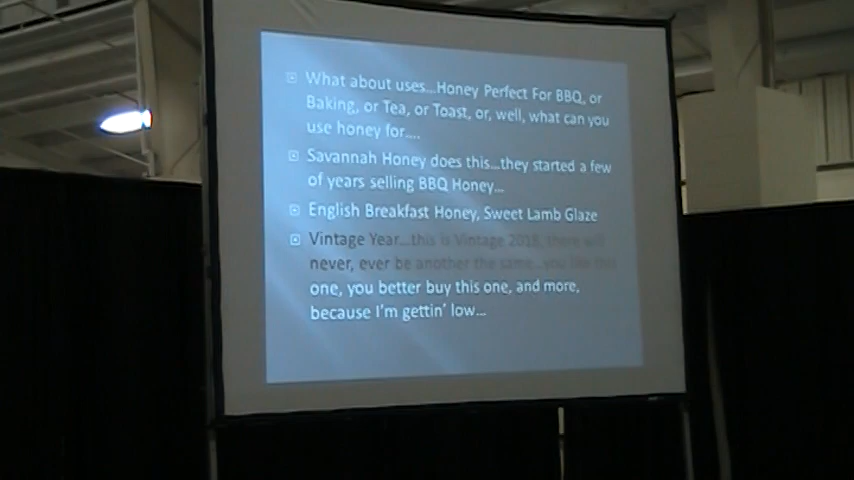 What about uses…Honey Perfect For BBQ, or
Baking, or Tea, or Toast, or, well, what can you
use honey for....
Savannah Honey does this…they started a few
of years selling BBQ Honey…
English Breakfast Honey, Sweet Lamb Glaze
Vintage Year…this is Vintage 2018, there will
never, ever be another the same…you like this
one, you better buy this one, and more,
because I'm gettin' low…